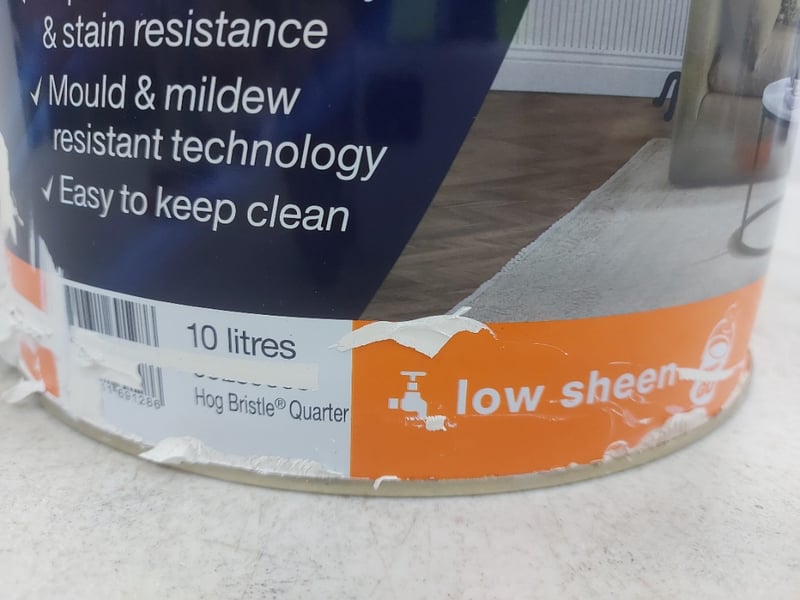 & stain resistance
✓ Mould & mildew
resistant technology
✓ Easy to keep clean
10 litres
Hog Bristle® Quarter
low sheen